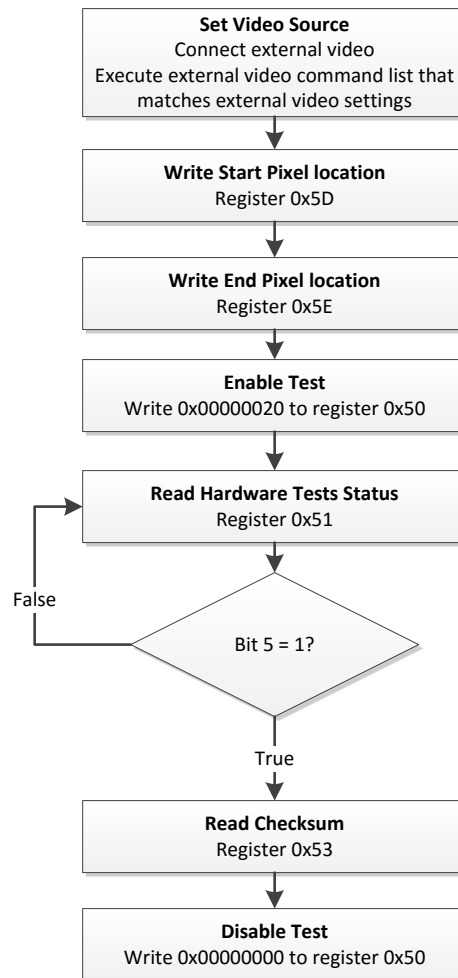 Set Video Source
Connect external video
Execute external video command list that
matches external video settings
Write Start Pixel location
Register 0x5D
Write End Pixel location
Register 0x5E
Enable Test
Write 0x00000020 to register 0x50
Read Hardware Tests Status
Register 0x51
False
Bit 5 = 1?
True
Read Checksum
Register 0x53
Disable Test
Write 0x00000000 to register 0x50